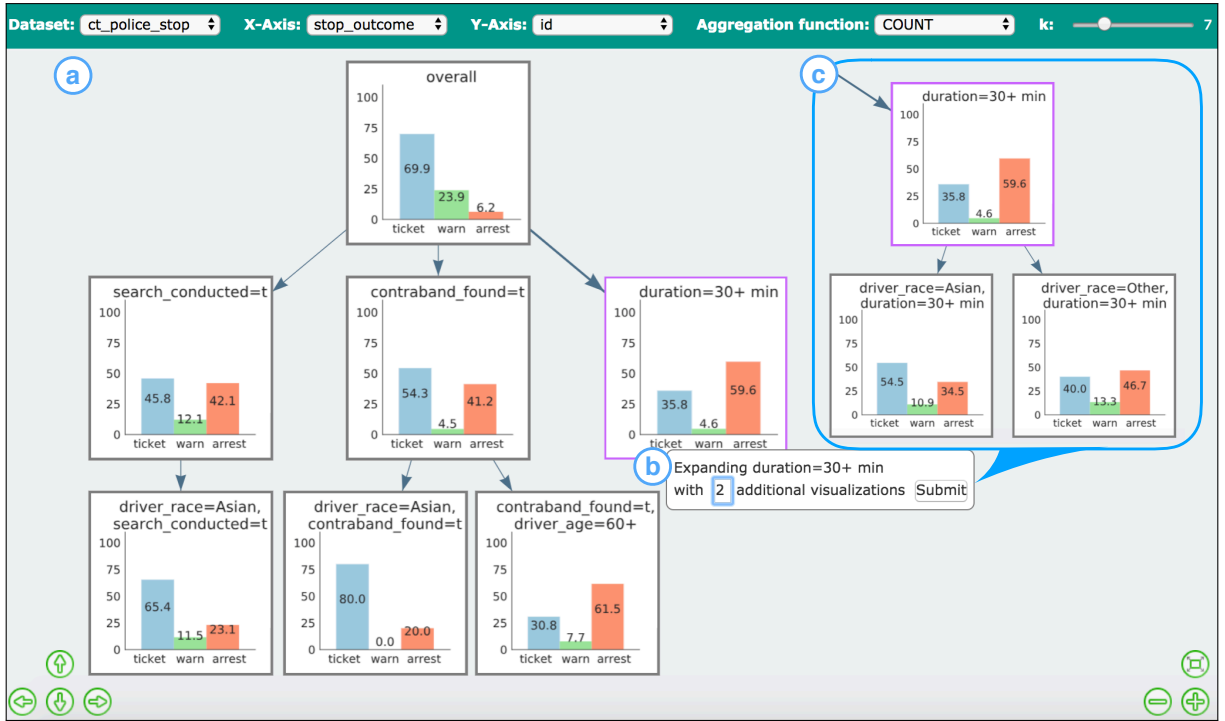 Dataset: ct_police_stop X-Axis: stop_outcome Y-Axis: id Aggregation function: COUNT k: 7
a
overall
100
75
50
25
0
69.9
23.9
6.2
ticket warn arrest
search_conducted=t
100
75
50
25
0
45.8
12.1
42.1
ticket warn arrest
contraband_found=t
100
75
50
25
0
54.3
4.5
41.2
ticket warn arrest
duration=30+ min
100
75
50
25
0
35.8
4.6
59.6
ticket warn arrest
driver_race=Asian,
search_conducted=t
100
75
50
25
0
65.4
11.5
23.1
ticket warn arrest
driver_race=Asian,
contraband_found=t
100
75
50
25
0
80.0
0.0
20.0
ticket warn arrest
contraband_found=t,
driver_age=60+
100
75
50
25
0
30.8
7.7
61.5
ticket warn arrest
b
Expanding duration=30+ min
with 2 additional visualizations Submit
c
duration=30+ min
100
75
50
25
0
35.8
4.6
59.6
ticket warn arrest
driver_race=Asian,
duration=30+ min
100
75
50
25
0
54.5
10.9
34.5
ticket warn arrest
driver_race=Other,
duration=30+ min
100
75
50
25
0
40.0
13.3
46.7
ticket warn arrest